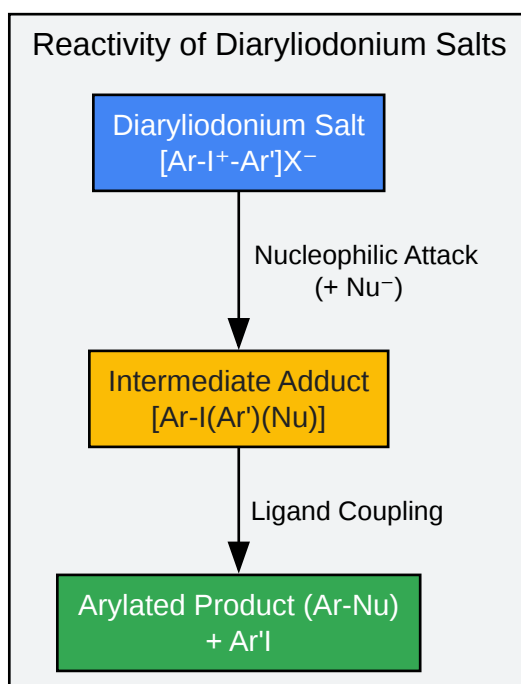 Reactivity of Diaryliodonium Salts
Diaryliodonium Salt
[Ar-I⁺-Ar']X⁻
Nucleophilic Attack
(+ Nu⁻)
Intermediate Adduct
[Ar-I(Ar')(Nu)]
Ligand Coupling
Arylated Product (Ar-Nu)
+ Ar'I